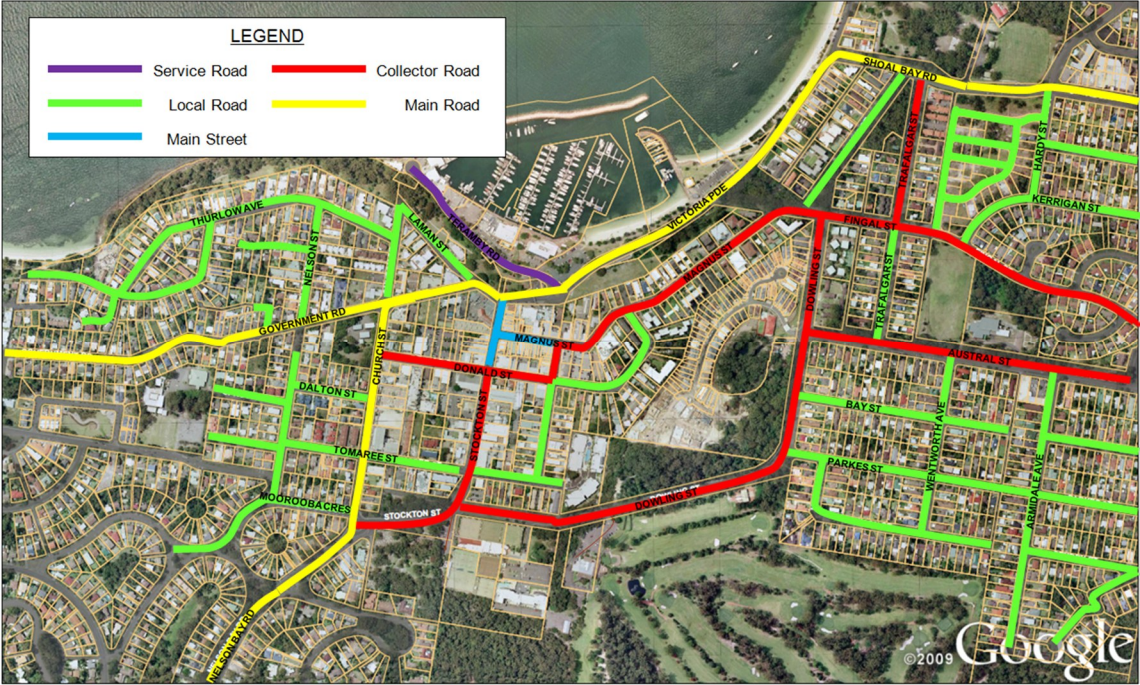 LEGEND
Service Road
Collector Road
Local Road
Main Road
Main Street
SHOAL BAY RD
TRAFALGAR ST
HARDY ST
KERRIGAN ST
THURLOW AVE
LAMAN ST
TERAMBY RD
VICTORIA PDE
NELSON ST
MAGNUS ST
FINGAL ST
DOWLING ST
TRAFALGAR ST
GOVERNMENT RD
CHURCH ST
MAGNUS ST
AUSTRAL ST
DONALD ST
DALTON ST
STOCKTON ST
BAY ST
WENTWORTH AVE
TOMAREE ST
PARKES ST
ARMIDALE AVE
MOOROOBA CRES
STOCKTON ST
DOWLING ST
NELSON BAY RD
©2009 Google